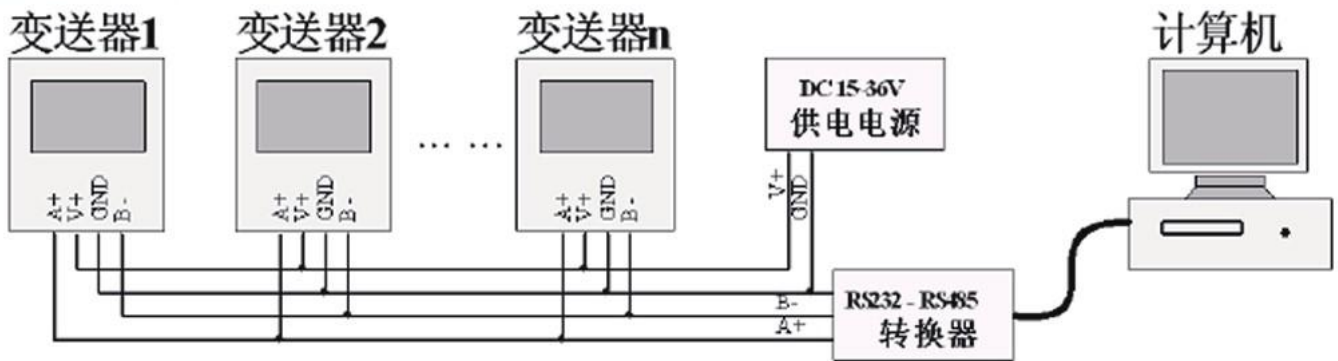 变送器1
变送器2
变送器n
计算机
DC 15-36V
供电电源
… …
A+
V+
GND
B-
A+
V+
GND
B-
A+
V+
GND
B-
V+
GND
B-
A+
RS232 - RS485
转换器